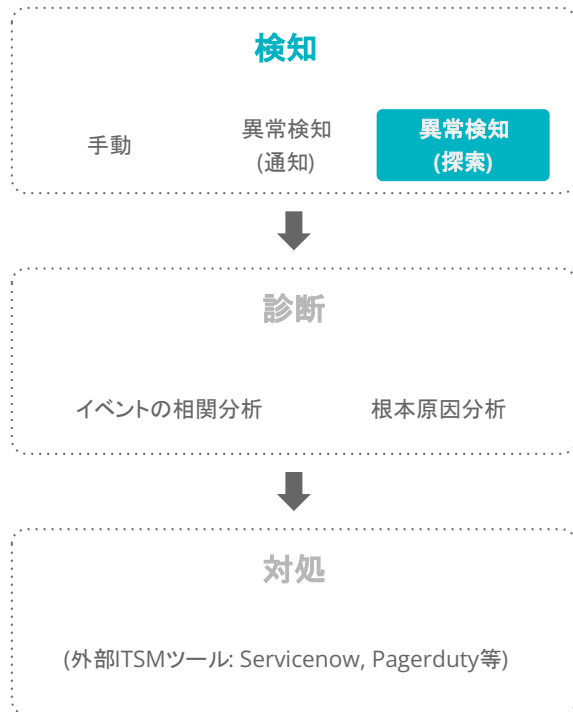 検知
手動
異常検知
(通知)
異常検知
(探索)
診断
イベントの相関分析
根本原因分析
対処
(外部ITSMツール: Servicenow, Pagerduty等)